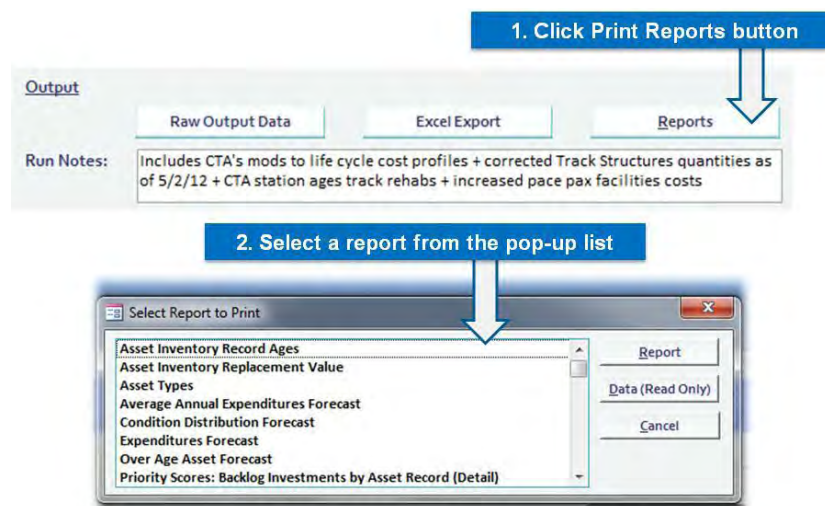 1. Click Print Reports button
Output
Raw Output Data
Excel Export
Reports
Run Notes:
Includes CTA's mods to life cycle cost profiles + corrected Track Structures quantities as
of 5/2/12 + CTA station ages track rehabs + increased pace pax facilities costs
2. Select a report from the pop-up list
Select Report to Print
Asset Inventory Record Ages
Asset Inventory Replacement Value
Asset Types
Average Annual Expenditures Forecast
Condition Distribution Forecast
Expenditures Forecast
Over Age Asset Forecast
Priority Scores: Backlog Investments by Asset Record (Detail)
Report
Data (Read Only)
Cancel